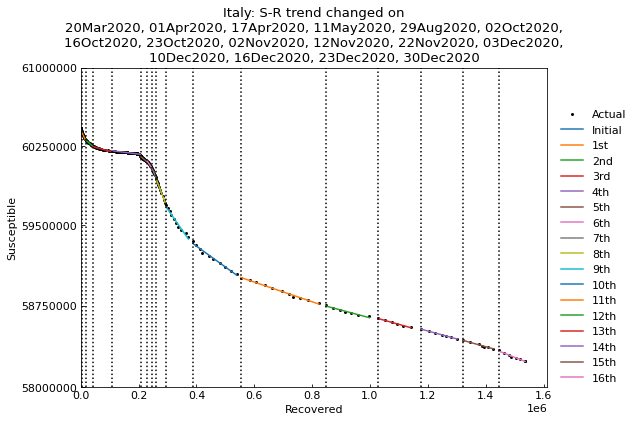 Italy: S-R trend changed on
20Mar2020, 01Apr2020, 17Apr2020, 11May2020, 29Aug2020, 02Oct2020,
16Oct2020, 23Oct2020, 02Nov2020, 12Nov2020, 22Nov2020, 03Dec2020,
10Dec2020, 16Dec2020, 23Dec2020, 30Dec2020
61000000
60250000
59500000
58750000
58000000
Susceptible
0.0 0.2 0.4 0.6 0.8 1.0 1.2 1.4 1.6
1e6
Recovered
Actual
Initial
1st
2nd
3rd
4th
5th
6th
7th
8th
9th
10th
11th
12th
13th
14th
15th
16th